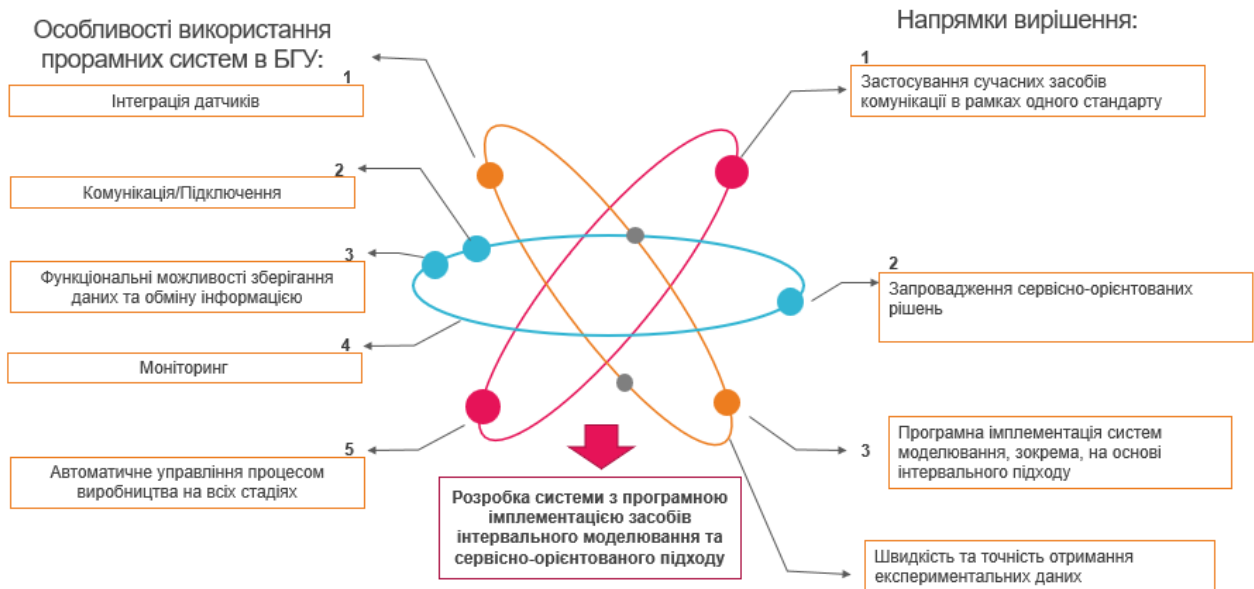 Особливості використання
прорамних систем в БГУ:
1
Інтеграція датчиків
2
Комунікація/Підключення
3
Функціональні можливості зберігання
даних та обміну інформацією
4
Моніторинг
5
Автоматичне управління процесом
виробництва на всіх стадіях
Розробка системи з програмною
імплементацією засобів
інтервального моделювання та
сервісно-орієнтованого підходу
Напрямки вирішення:
1
Застосування сучасних засобів
комунікації в рамках одного стандарту
2
Запровадження сервісно-орієнтованих
рішень
3
Програмна імплементація систем
моделювання, зокрема, на основі
інтервального підходу
Швидкість та точність отримання
експериментальних даних